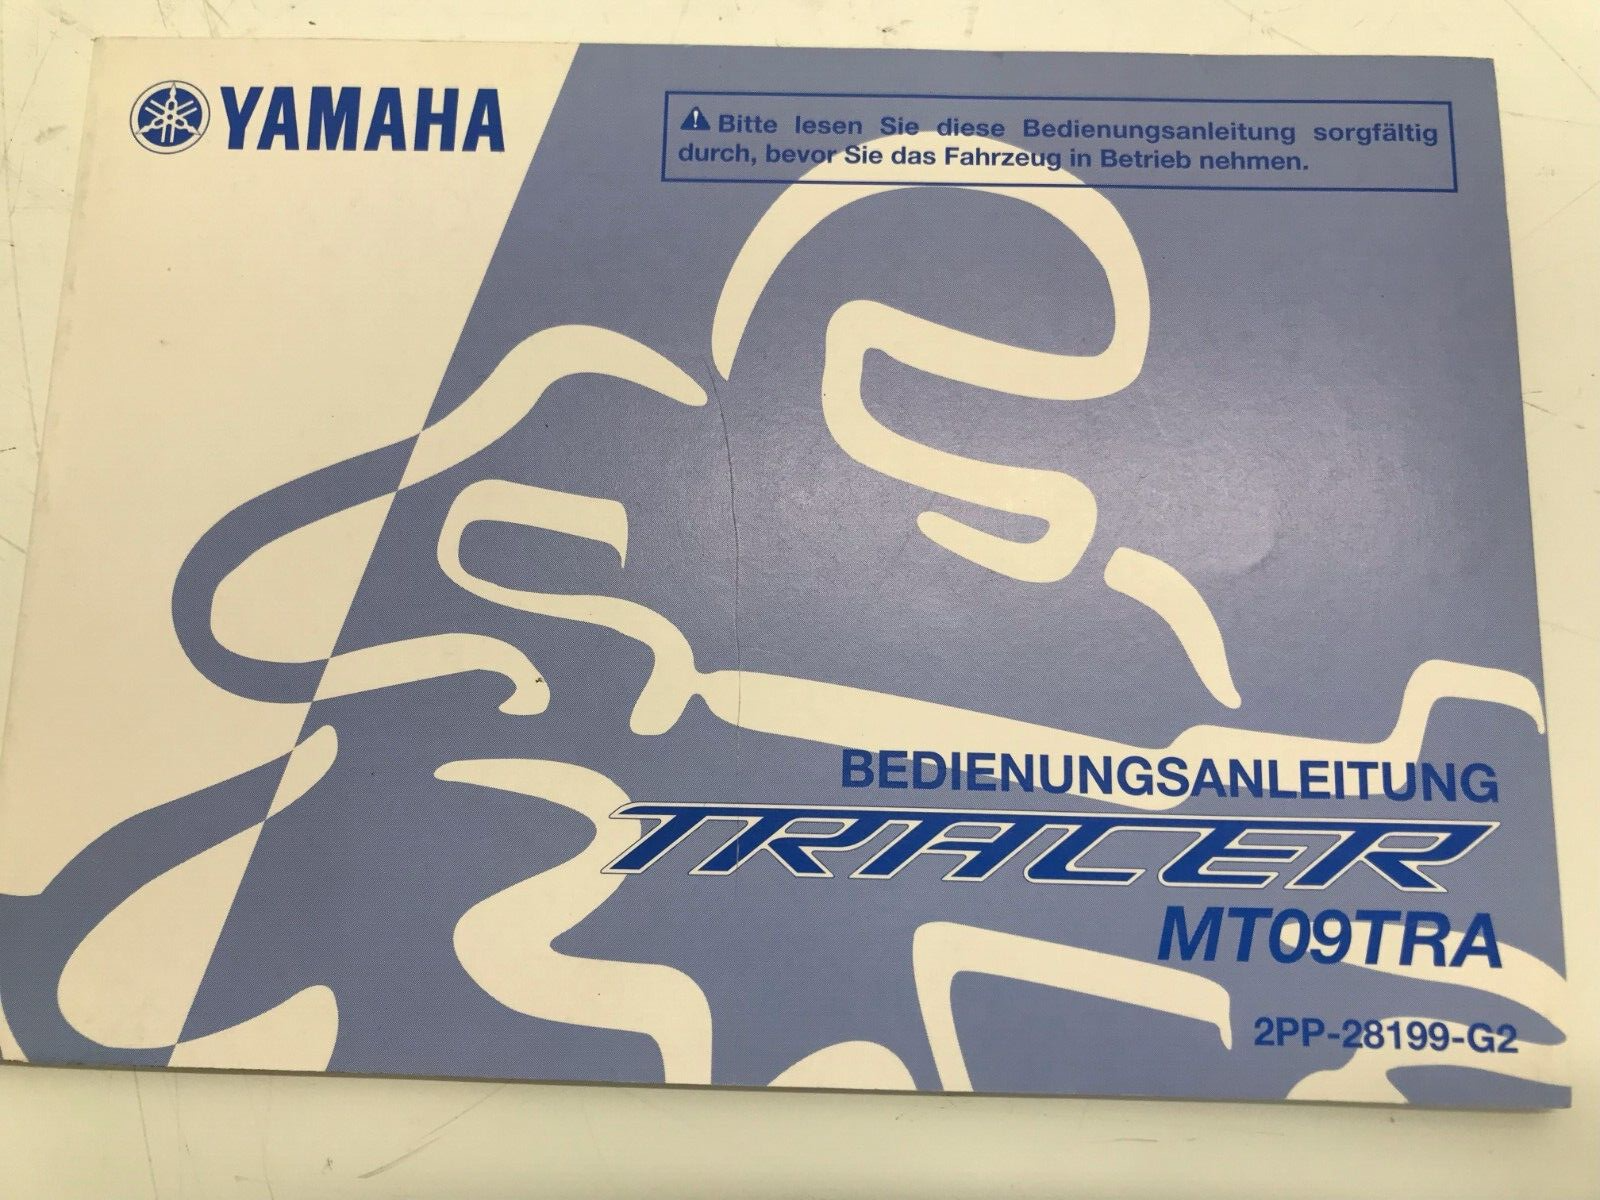 YAMAHA
Bitte lesen Sie diese Bedienungsanleitung sorgfältig
durch, bevor Sie das Fahrzeug in Betrieb nehmen.
BEDIENUNGSANLEITUNG
TRACER
MT09TRA
2PP-28199-G2